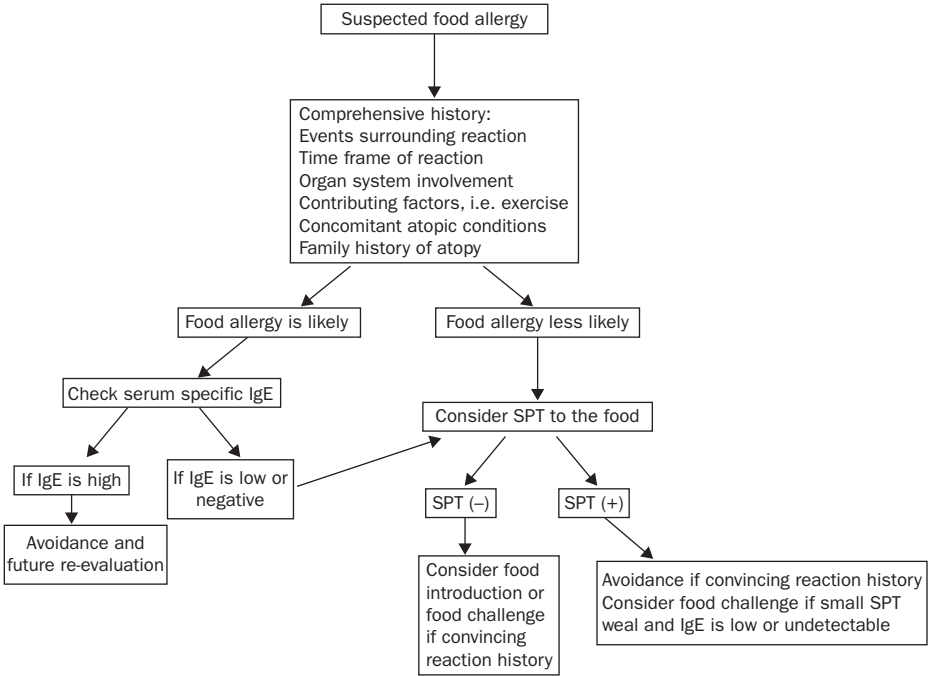 Suspected food allergy
Comprehensive history:
Events surrounding reaction
Time frame of reaction
Organ system involvement
Contributing factors, i.e. exercise
Concomitant atopic conditions
Family history of atopy
Food allergy is likely
Food allergy less likely
Check serum specific IgE
Consider SPT to the food
If IgE is high
If IgE is low or
negative
SPT (–)
SPT (+)
Avoidance and
future re-evaluation
Consider food
introduction or
food challenge
if convincing
reaction history
Avoidance if convincing reaction history
Consider food challenge if small SPT
weal and IgE is low or undetectable